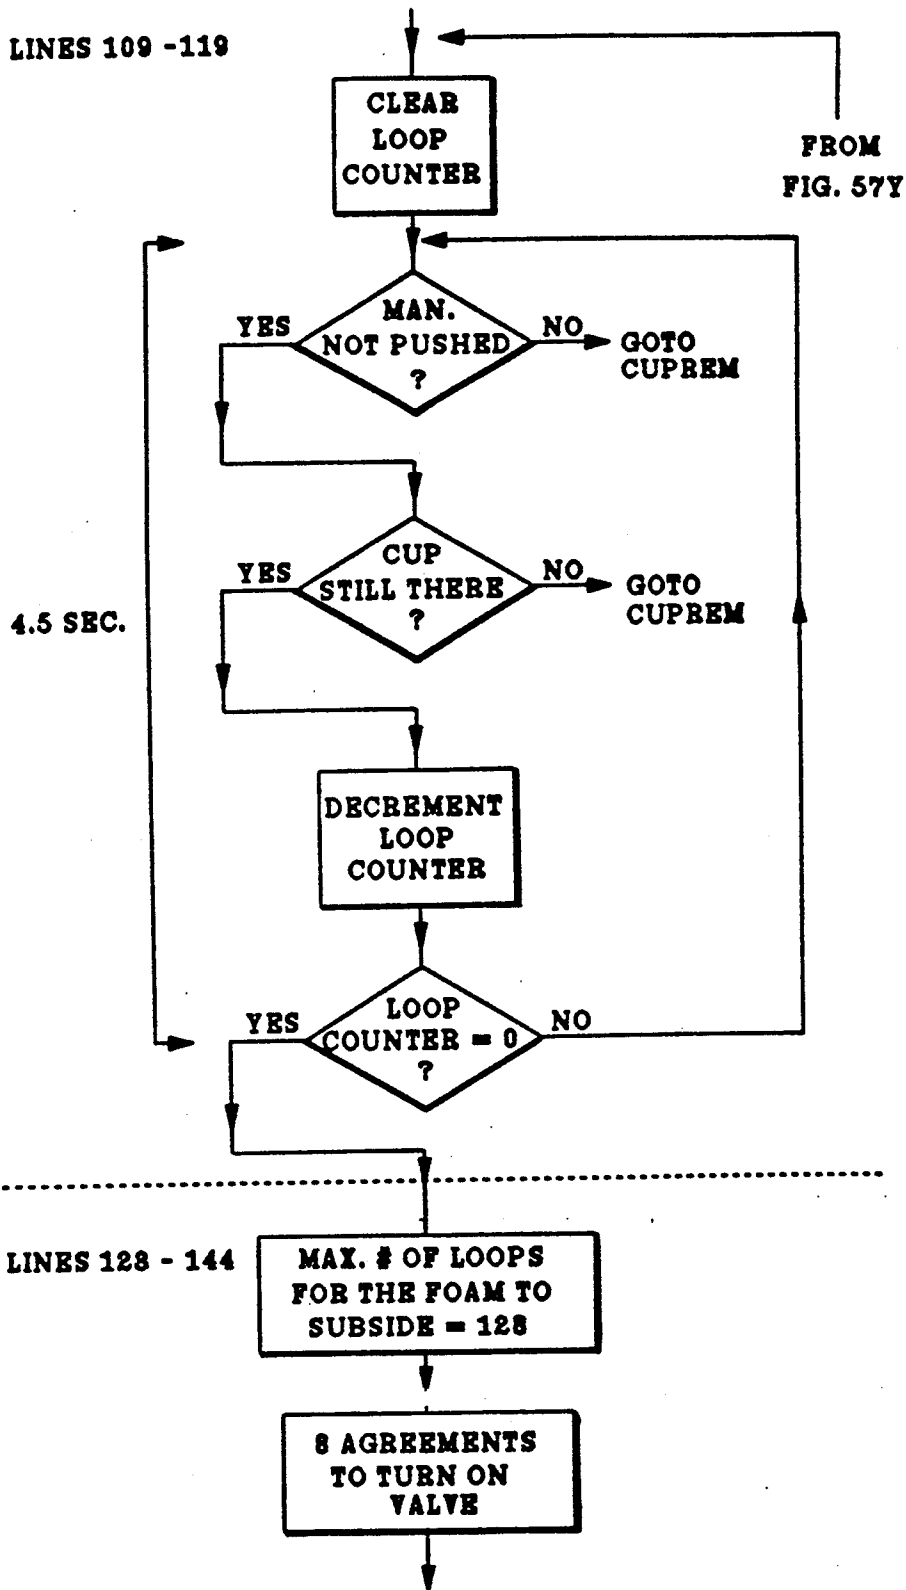 LINES 109 -119
CLEAR
LOOP
COUNTER
FROM
FIG. 57Y
MAN.
NOT PUSHED
?
YES
NO
GOTO
CUPREM
CUP
STILL THERE
?
YES
NO
GOTO
CUPREM
4.5 SEC.
DECREMENT
LOOP
COUNTER
LOOP
COUNTER = 0
?
YES
NO
LINES 128 - 144
MAX. # OF LOOPS
FOR THE FOAM TO
SUBSIDE = 128
8 AGREEMENTS
TO TURN ON
VALVE